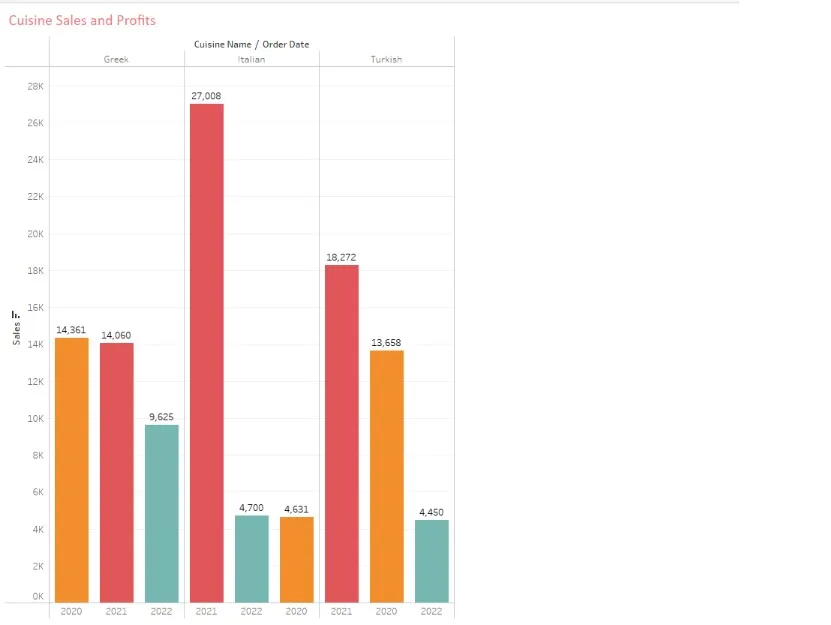 Cuisine Sales and Profits
Cuisine Name / Order Date
Greek Italian Turkish
28K
27,008
26K
24K
22K
20K
18,272
18K
16K
Sales
14,361 14,060
14K
13,658
12K
10K
9,625
8K
6K
4,700 4,631
4,450
4K
2K
0K
2020 2021 2022 2021 2022 2020 2021 2020 2022